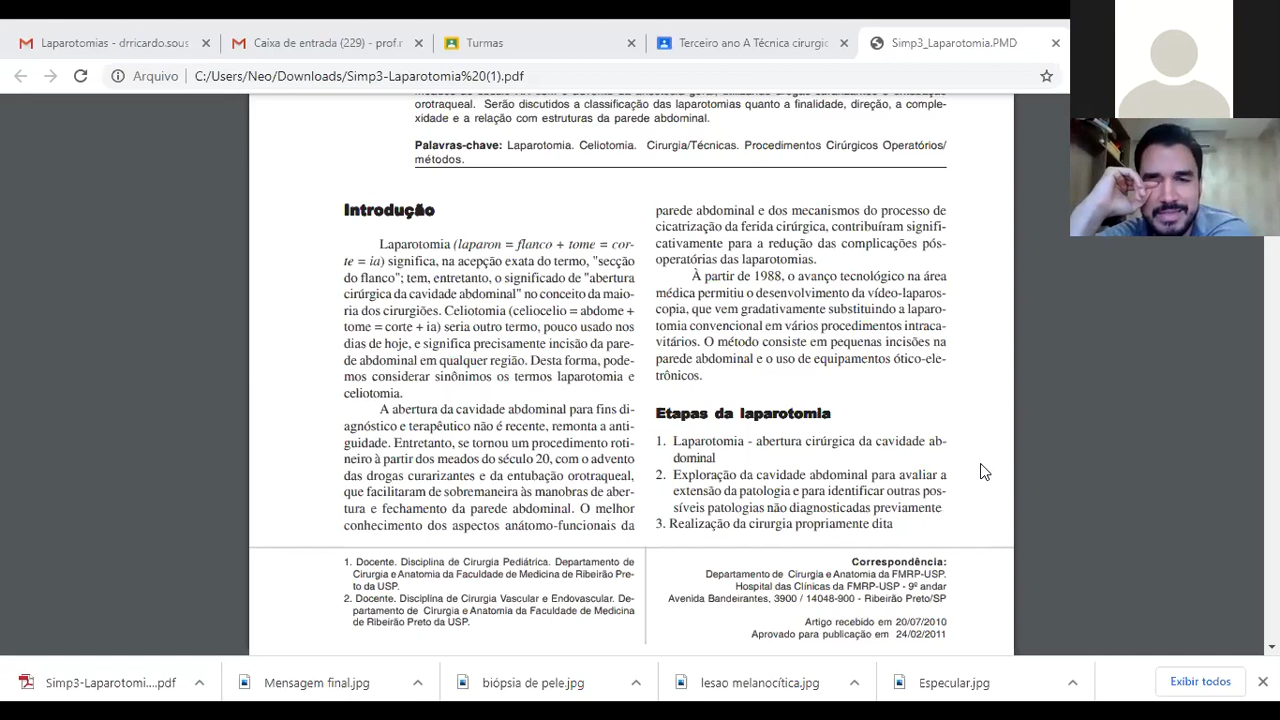 Laparotomias - drricardo.sous
Caixa de entrada (229) - prof.r
Turmas
Terceiro ano A Técnica cirurgic
Simp3_Laparotomia.PMD
Arquivo
C:/Users/Neo/Downloads/Simp3-Laparotomia%20(1).pdf
orotraqueal. Serão discutidos a classificação das laparotomias quanto a finalidade, direção, a comple-
xidade e a relação com estruturas da parede abdominal.
Palavras-chave: Laparotomia. Celiotomia. Cirurgia/Técnicas. Procedimentos Cirúrgicos Operatórios/
métodos.
Introdução
Laparotomia (laparon = flanco + tome = cor-
te = ia) significa, na acepção exata do termo, "secção
do flanco"; tem, entretanto, o significado de "abertura
cirúrgica da cavidade abdominal" no conceito da maio-
ria dos cirurgiões. Celiotomia (celiocelio = abdome +
tome = corte + ia) seria outro termo, pouco usado nos
dias de hoje, e significa precisamente incisão da pare-
de abdominal em qualquer região. Desta forma, pode-
mos considerar sinônimos os termos laparotomia e
celiotomia.
A abertura da cavidade abdominal para fins di-
agnóstico e terapêutico não é recente, remonta a anti-
guidade. Entretanto, se tornou um procedimento roti-
neiro à partir dos meados do século 20, com o advento
das drogas curarizantes e da entubação orotraqueal,
que facilitaram de sobremaneira às manobras de aber-
tura e fechamento da parede abdominal. O melhor
conhecimento dos aspectos anátomo-funcionais da
parede abdominal e dos mecanismos do processo de
cicatrização da ferida cirúrgica, contribuíram signifi-
cativamente para a redução das complicações pós-
operatórias das laparotomias.
À partir de 1988, o avanço tecnológico na área
médica permitiu o desenvolvimento da vídeo-laparos-
copia, que vem gradativamente substituindo a laparo-
tomia convencional em vários procedimentos intraca-
vitários. O método consiste em pequenas incisões na
parede abdominal e o uso de equipamentos ótico-ele-
trônicos.
Etapas da laparotomia
1. Laparotomia - abertura cirúrgica da cavidade ab-
dominal
2. Exploração da cavidade abdominal para avaliar a
extensão da patologia e para identificar outras pos-
síveis patologias não diagnosticadas previamente
3. Realização da cirurgia propriamente dita
1. Docente. Disciplina de Cirurgia Pediátrica. Departamento de
Cirurgia e Anatomia da Faculdade de Medicina de Ribeirão Pre-
to da USP.
2. Docente. Disciplina de Cirurgia Vascular e Endovascular. De-
partamento de Cirurgia e Anatomia da Faculdade de Medicina
de Ribeirão Preto da USP.
Correspondência:
Departamento de Cirurgia e Anatomia da FMRP-USP.
Hospital das Clínicas da FMRP-USP - 9º andar
Avenida Bandeirantes, 3900 / 14048-900 - Ribeirão Preto/SP
Artigo recebido em 20/07/2010
Aprovado para publicação em 24/02/2011
Simp3-Laparotomi....pdf
Mensagem final.jpg
biópsia de pele.jpg
lesao melanocítica.jpg
Especular.jpg
Exibir todos